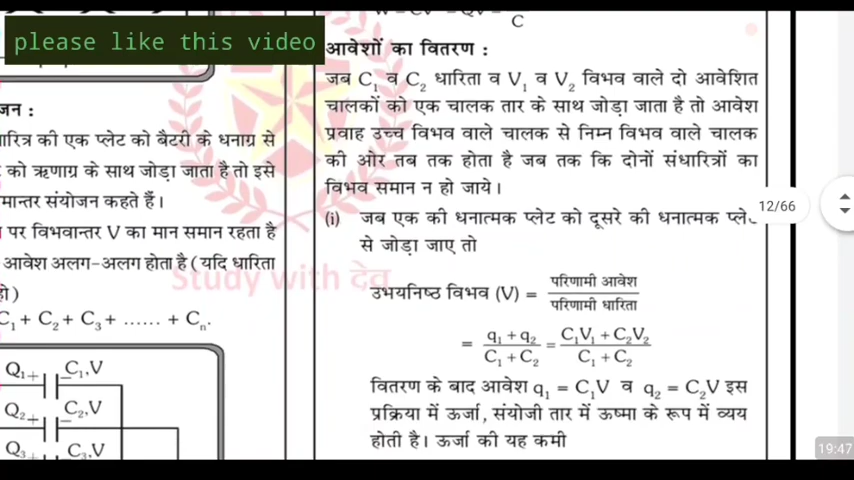 please like this video
जन :
ारित्र की एक प्लेट को बैटरी के धनाग्र से
को ऋणाग्र के साथ जोड़ा जाता है तो इसे
मान्तर संयोजन कहते हैं।
पर विभवान्तर V का मान समान रहता है
आवेश अलग-अलग होता है (यदि धारिता
हो)
C₁ + C₂ + C₃ + ...... + Cₙ.
Q₁+ C₁,V
Q₂+ C₂,V
Q₃+ C₃,V
C
आवेशों का वितरण :
जब C₁ व C₂ धारिता व V₁ व V₂ विभव वाले दो आवेशित
चालकों को एक चालक तार के साथ जोड़ा जाता है तो आवेश
प्रवाह उच्च विभव वाले चालक से निम्न विभव वाले चालक
की ओर तब तक होता है जब तक कि दोनों संधारित्रों का
विभव समान न हो जाये।
(i) जब एक की धनात्मक प्लेट को दूसरे की धनात्मक प्लेट
से जोड़ा जाए तो
उभयनिष्ठ विभव (V) = परिणामी आवेश / परिणामी धारिता
= q₁ + q₂ / C₁ + C₂ = C₁V₁ + C₂V₂ / C₁ + C₂
वितरण के बाद आवेश q₁ = C₁V व q₂ = C₂V इस
प्रक्रिया में ऊर्जा, संयोजी तार में ऊष्मा के रूप में व्यय
होती है। ऊर्जा की यह कमी
Study with देव
12/66
19:47